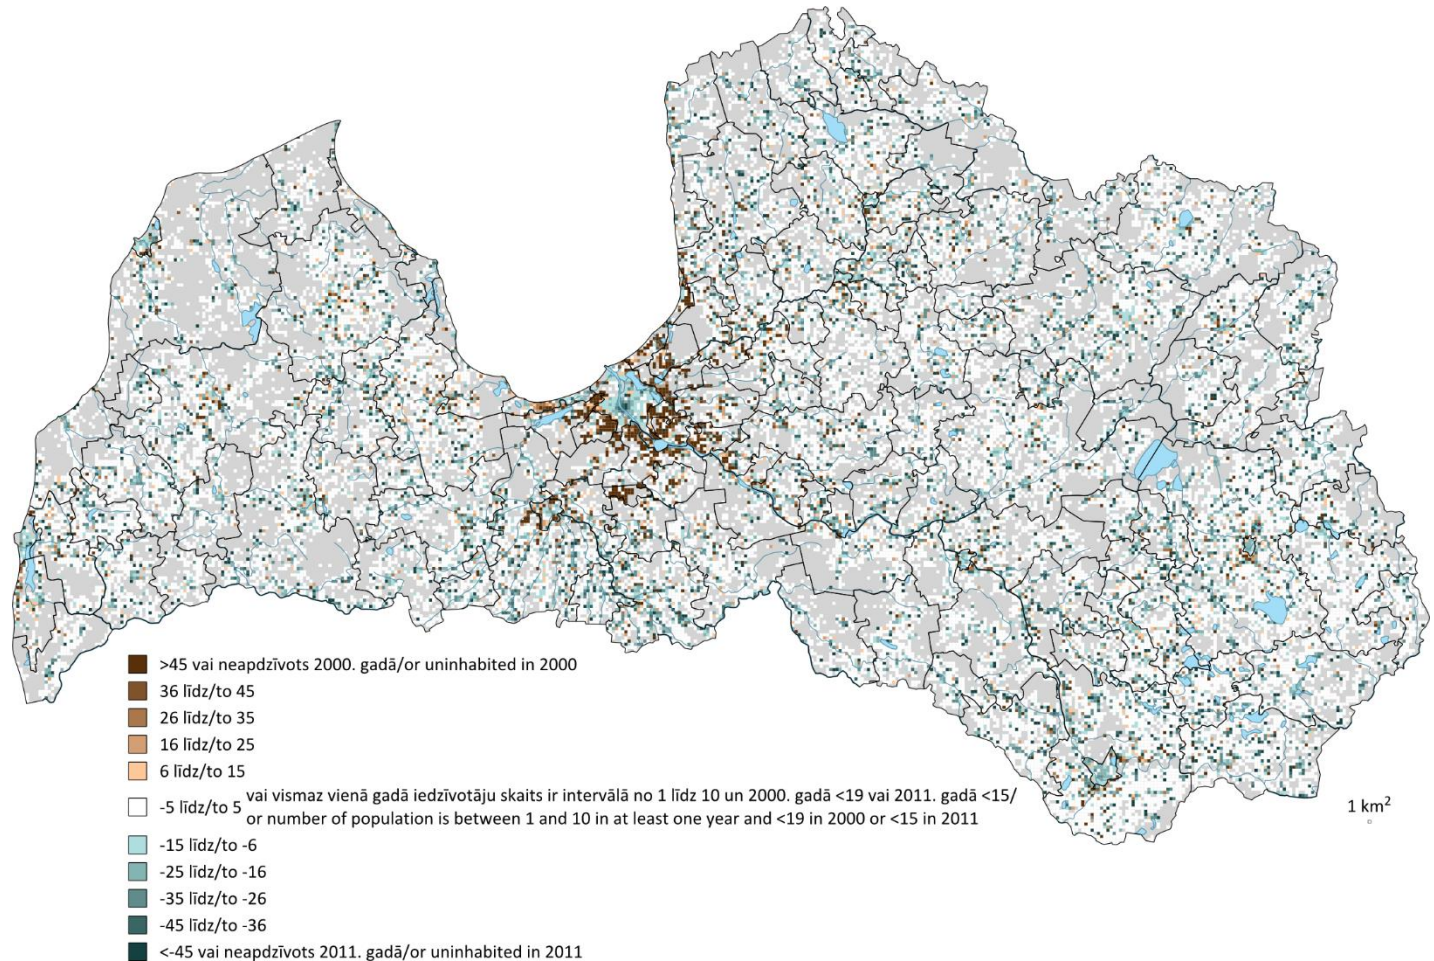 >45 vai neapdzīvots 2000. gadā/or uninhabited in 2000
36 līdz/to 45
26 līdz/to 35
16 līdz/to 25
6 līdz/to 15
-5 līdz/to 5 vai vismaz vienā gadā iedzīvotāju skaits ir intervālā no 1 līdz 10 un 2000. gadā <19 vai 2011. gadā <15/
or number of population is between 1 and 10 in at least one year and <19 in 2000 or <15 in 2011
1 km²
-15 līdz/to -6
-25 līdz/to -16
-35 līdz/to -26
-45 līdz/to -36
<-45 vai neapdzīvots 2011. gadā/or uninhabited in 2011